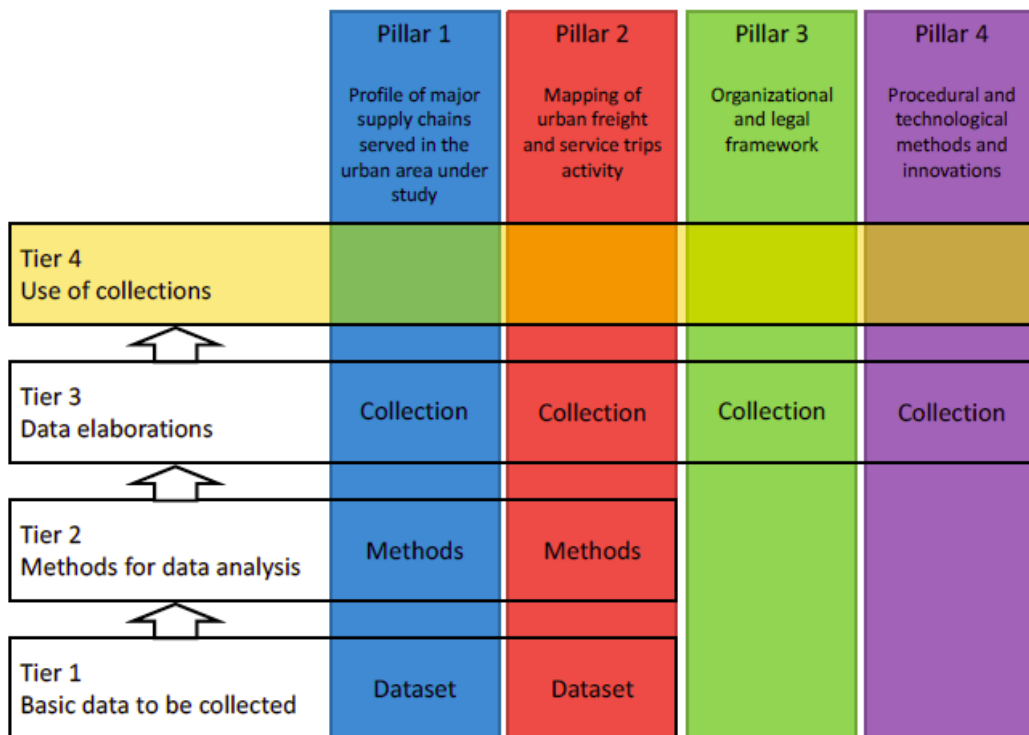 Pillar 1
Profile of major
supply chains
served in the
urban area under
study
Pillar 2
Mapping of
urban freight
and service trips
activity
Pillar 3
Organizational
and legal
framework
Pillar 4
Procedural and
technological
methods and
innovations
Tier 4
Use of collections
Tier 3
Data elaborations
Collection
Collection
Collection
Collection
Tier 2
Methods for data analysis
Methods
Methods
Tier 1
Basic data to be collected
Dataset
Dataset